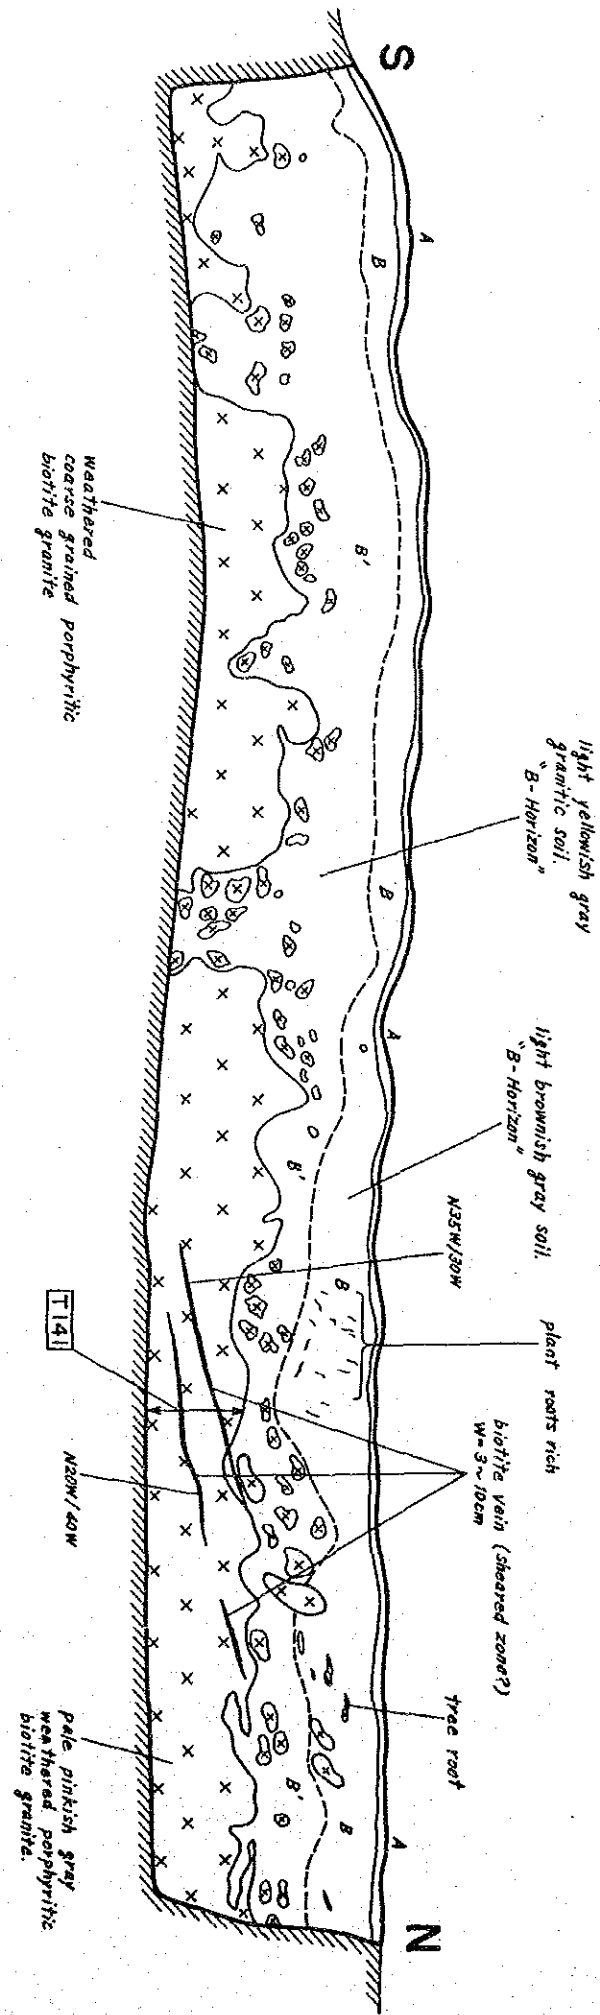 S
N
A
B
weathered
coarse grained porphyritic
biotite granite
B'
light yellowish gray
granitic soil.
"B-Horizon"
B
A
light brownish gray soil.
"B-Horizon"
B'
N35W/30W
B
plant roots rich
T141
N20W/60W
biotite vein (sheared zone?)
W=3~10cm
tree root
B'
B
A
pale pinkish gray
weathered porphyritic
biotite granite.